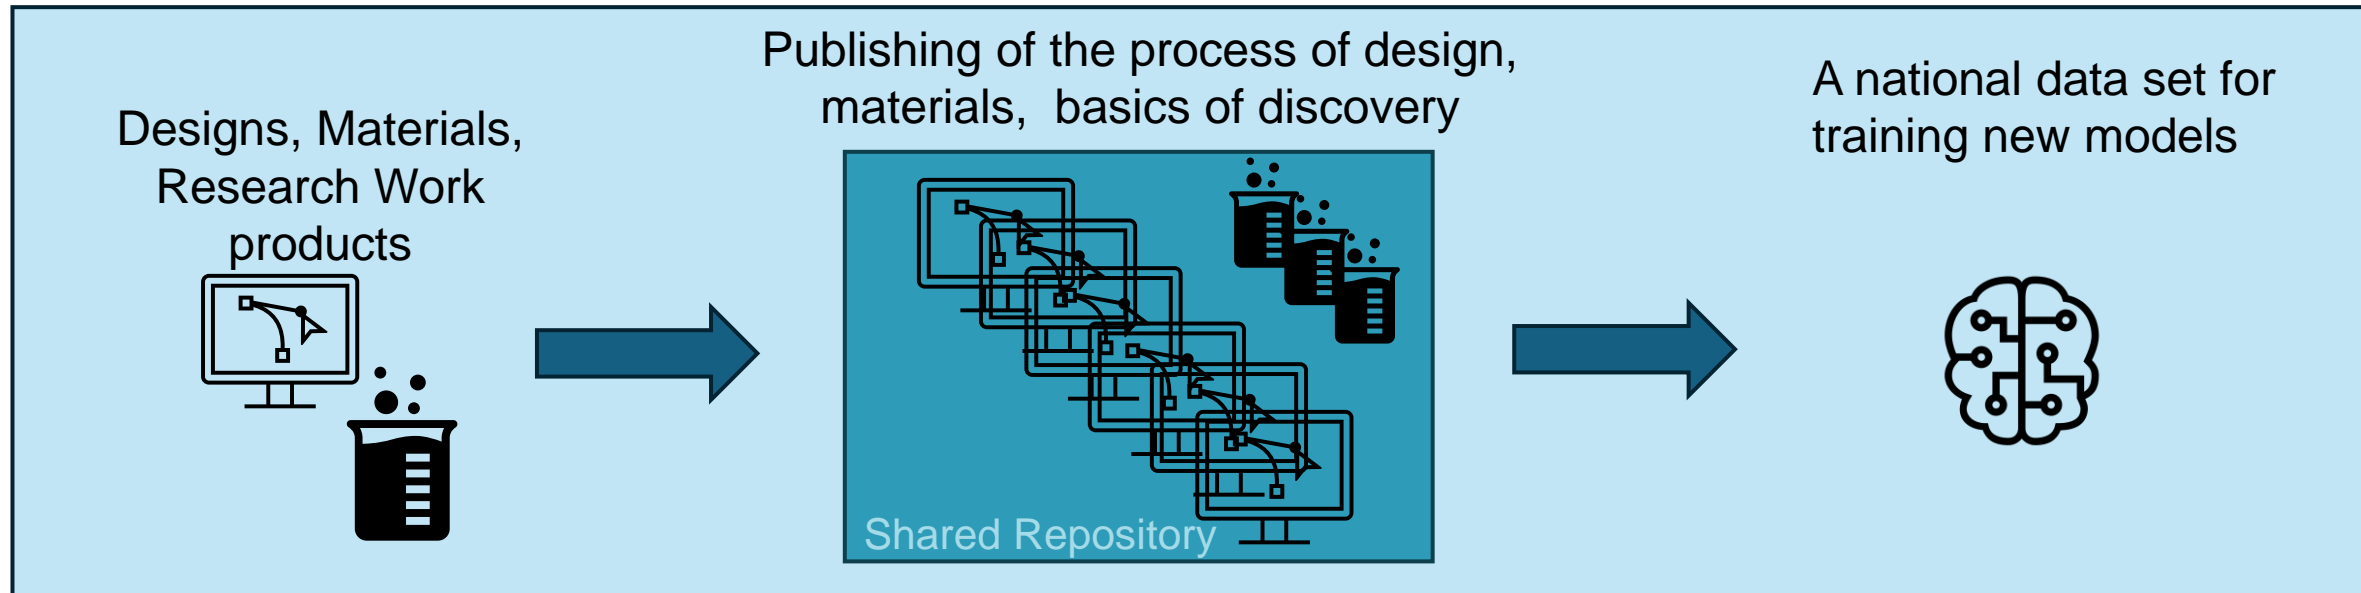 Designs, Materials,
Research Work
products
Publishing of the process of design,
materials,  basics of discovery
Shared Repository
A national data set for
training new models